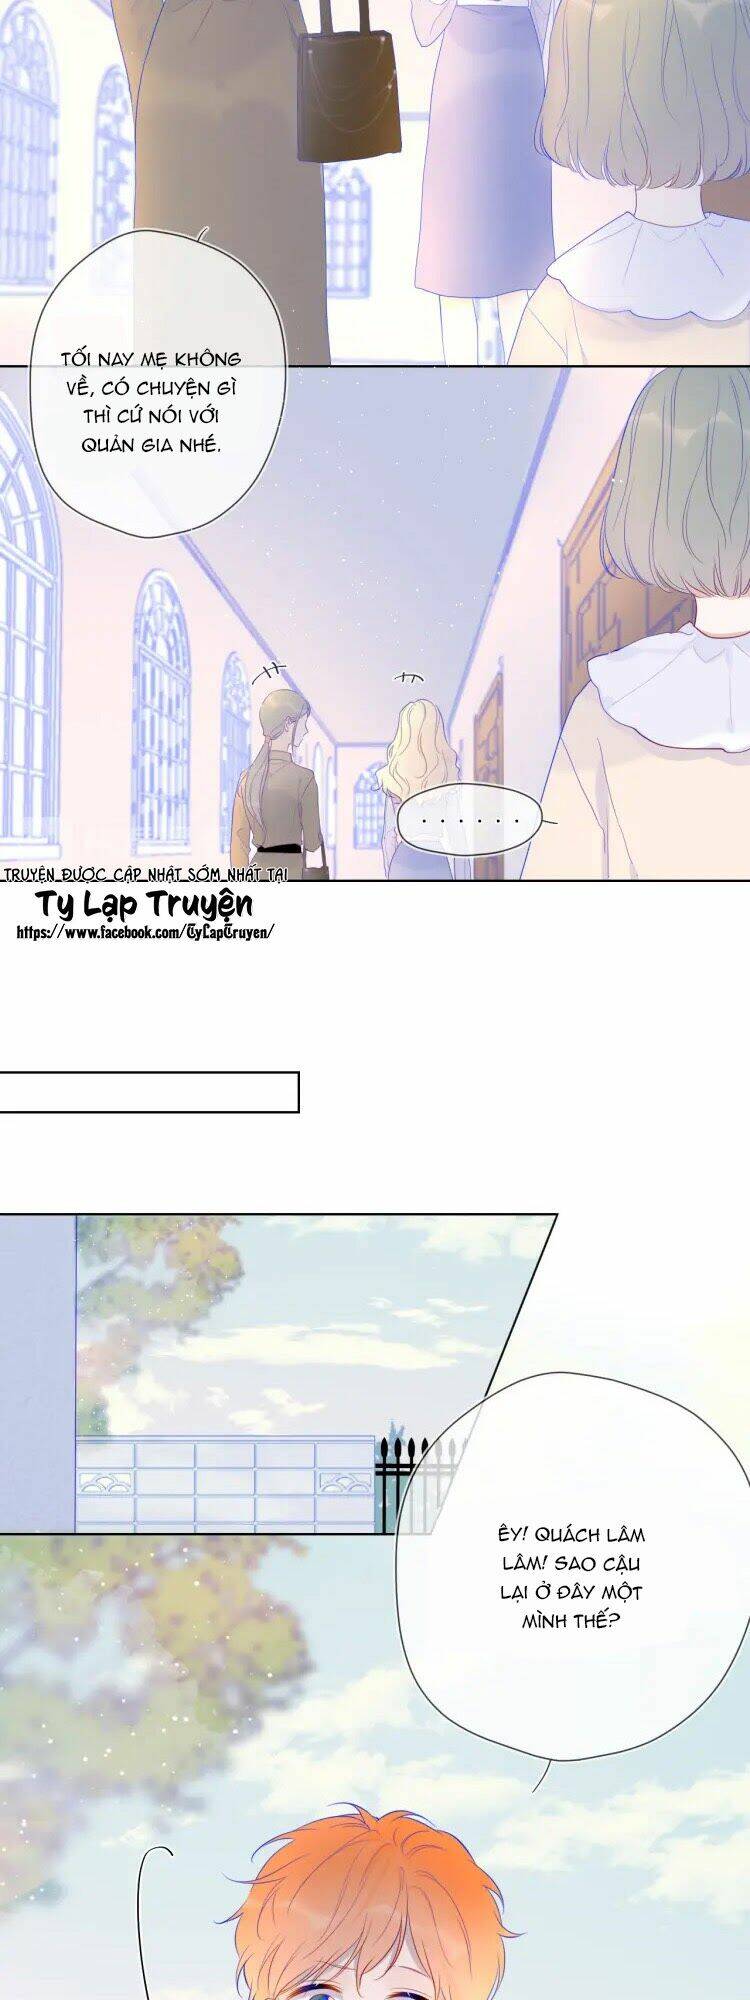 TỐI NAY MẸ KHÔNG
VỀ, CÓ CHUYỆN GÌ
THÌ CỨ NÓI VỚI
QUẢN GIA NHÉ.
. . . . . .
TRUYỆN ĐƯỢC CẬP NHẬT SỚM NHẤT TẠI
Ty Lạp Truyện
https://www.facebook.com/TyLapTruyen/
ÊY! QUÁCH LÂM
LÂM! SAO CẬU
LẠI Ở ĐÂY MỘT
MÌNH THẾ?